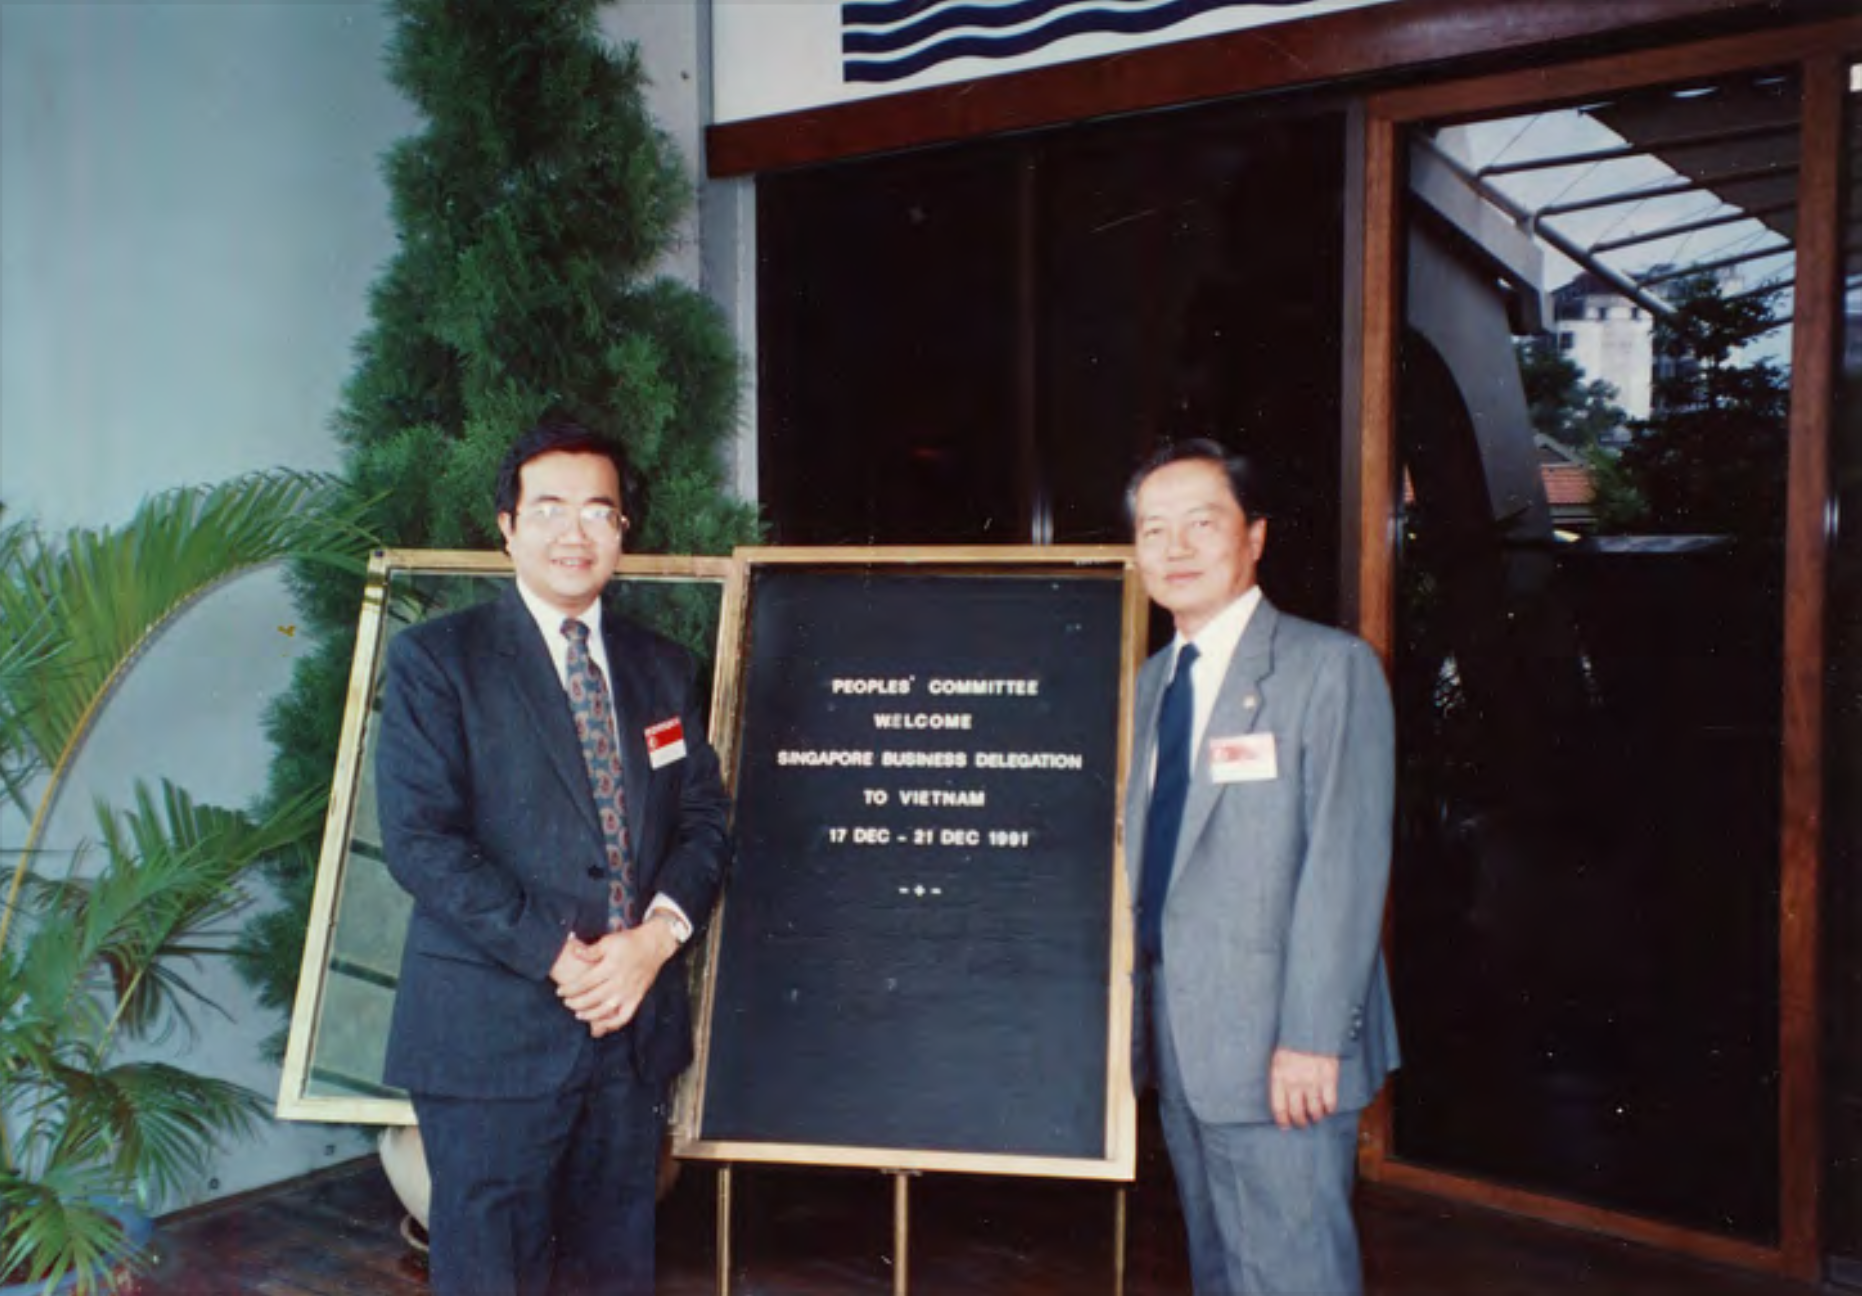 PEOPLES' COMMITTEE
WELCOME
SINGAPORE BUSINESS DELEGATION
TO VIETNAM
17 DEC - 21 DEC 1991